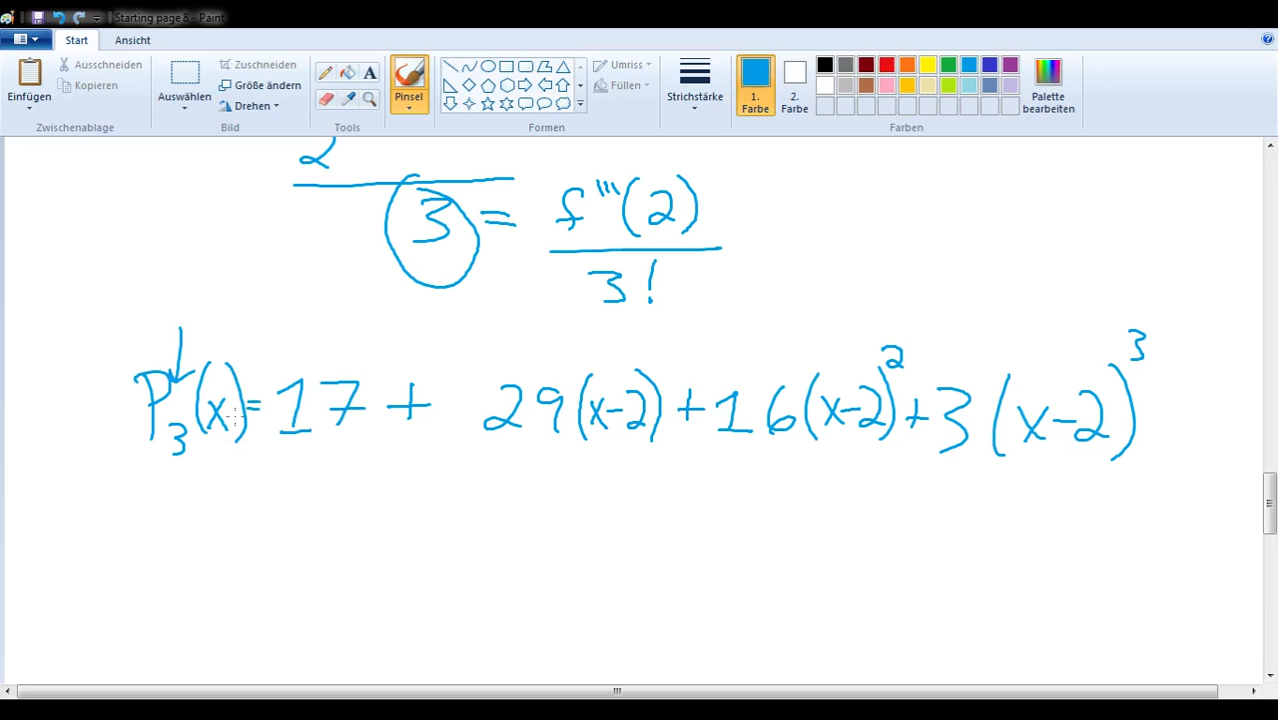 Starting page 8 - Paint
Start Ansicht
Einfügen
Ausschneiden
Kopieren
Zwischenablage
Auswählen
Zuschneiden
Größe ändern
Drehen
Bild
Pinsel
A
Tools
Umriss
Füllen
Formen
Strichstärke
1. Farbe
2. Farbe
Palette bearbeiten
Farben
2
3 = f'''(2)
3!
P₃(x) = 17 + 29(x-2) + 16(x-2)² + 3(x-2)³